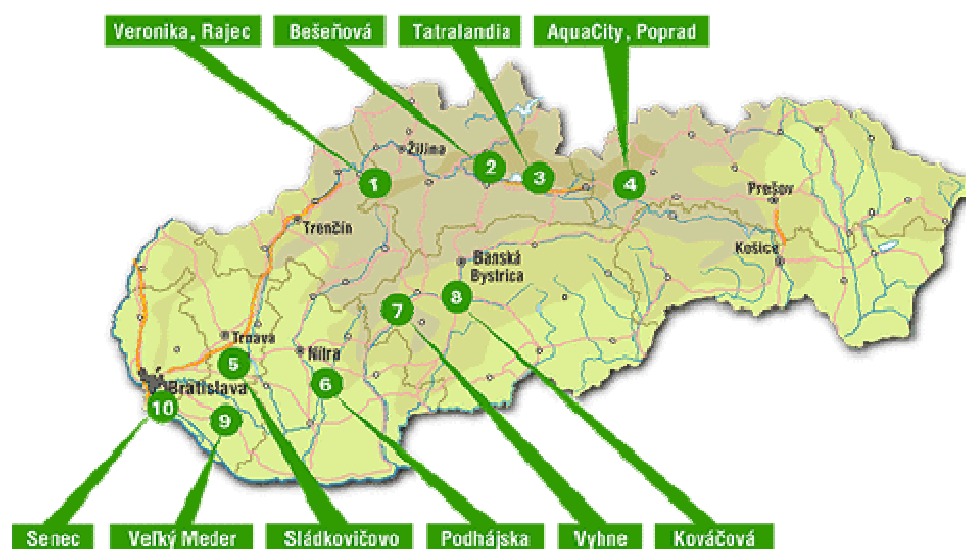 Veronika, Rajec
Bešeňová
Tatralandia
AquaCity, Poprad
Žilina
1
2
3
4
Prešov
Trenčín
Košice
Banská
Bystrica
7
8
Trnava
Nitra
5
6
Bratislava
10
9
Senec
Veľký Meder
Sládkovičovo
Podhájska
Vyhne
Kováčová